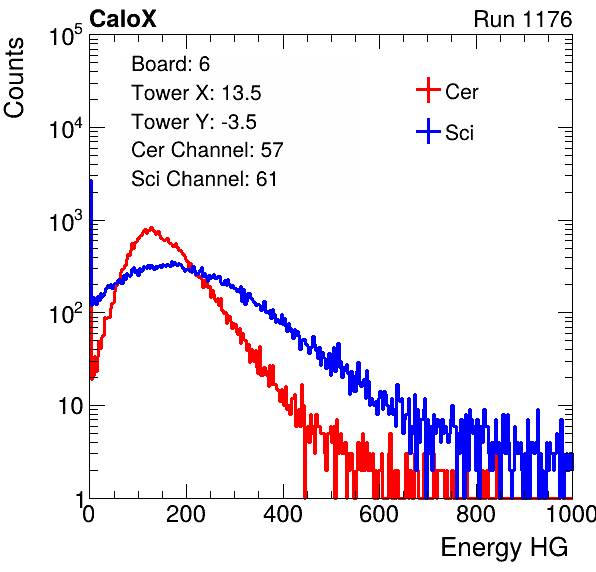 CaloX Run 1176
Counts
Board: 6
Tower X: 13.5
Tower Y: -3.5
Cer Channel: 57
Sci Channel: 61
Cer
Sci
10^5
10^4
10^3
10^2
10
1
0 200 400 600 800 1000
Energy HG